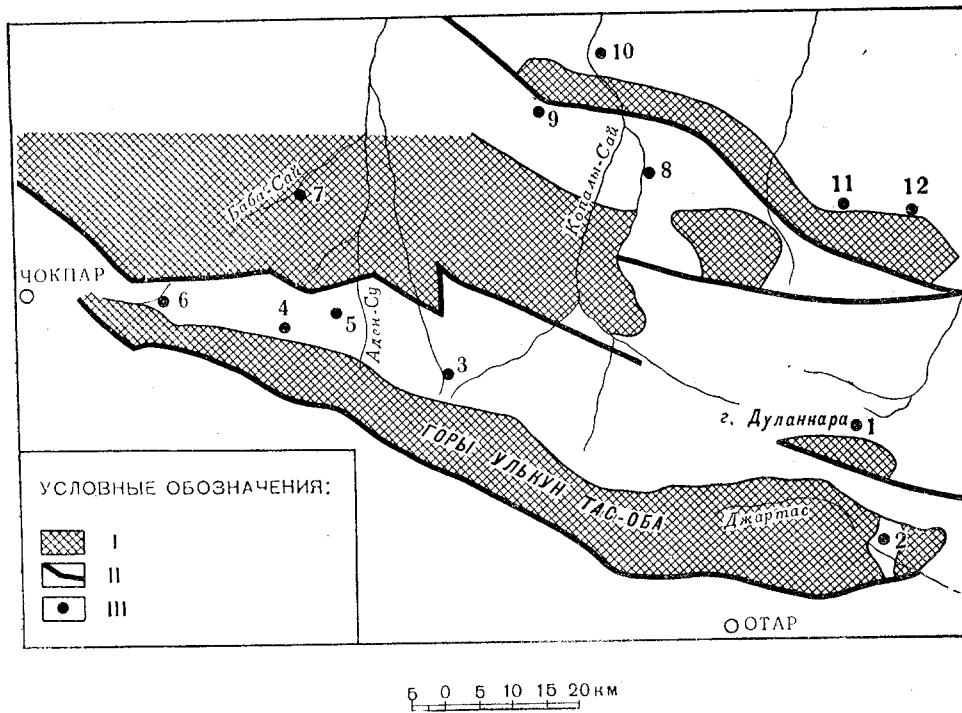 10
9
8
11 12
Баба-Сай
7
Копалы-Сай
ЧОКПАР
6
4
5
Аден-Су
3
г. Дуланкара
1
ГОРЫ УЛЬКУН ТАС-ОБА
Джартас
2
ОТАР
УСЛОВНЫЕ ОБОЗНАЧЕНИЯ:
I
II
III
5 0 5 10 15 20 км